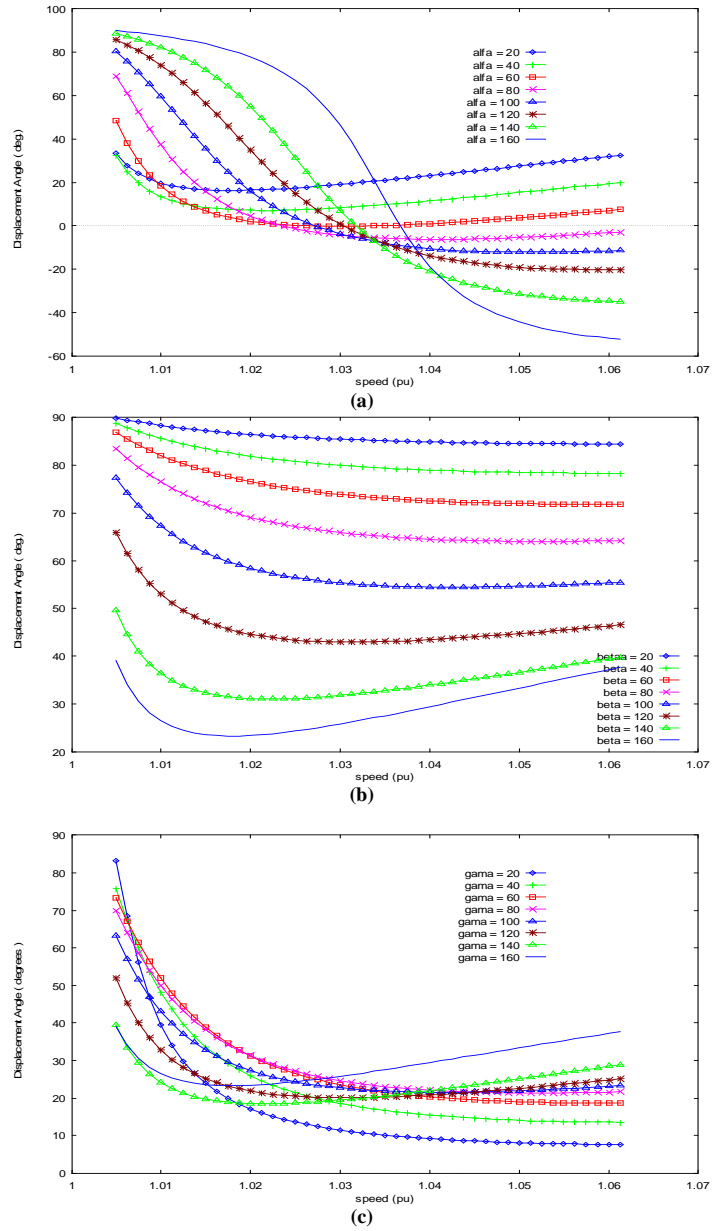 100
80
60
40
20
0
-20
-40
-60
Displacement Angle ( deg.)
alfa = 20
alfa = 40
alfa = 60
alfa = 80
alfa = 100
alfa = 120
alfa = 140
alfa = 160
1 1.01 1.02 1.03 1.04 1.05 1.06 1.07
speed (pu)
(a)
90
80
70
60
50
40
30
20
Displacement Angle ( deg.)
beta = 20
beta = 40
beta = 60
beta = 80
beta = 100
beta = 120
beta = 140
beta = 160
1 1.01 1.02 1.03 1.04 1.05 1.06 1.07
speed (pu)
(b)
90
80
70
60
50
40
30
20
10
0
Displacement Angle ( degrees )
gama = 20
gama = 40
gama = 60
gama = 80
gama = 100
gama = 120
gama = 140
gama = 160
1 1.01 1.02 1.03 1.04 1.05 1.06 1.07
speed (pu)
(c)